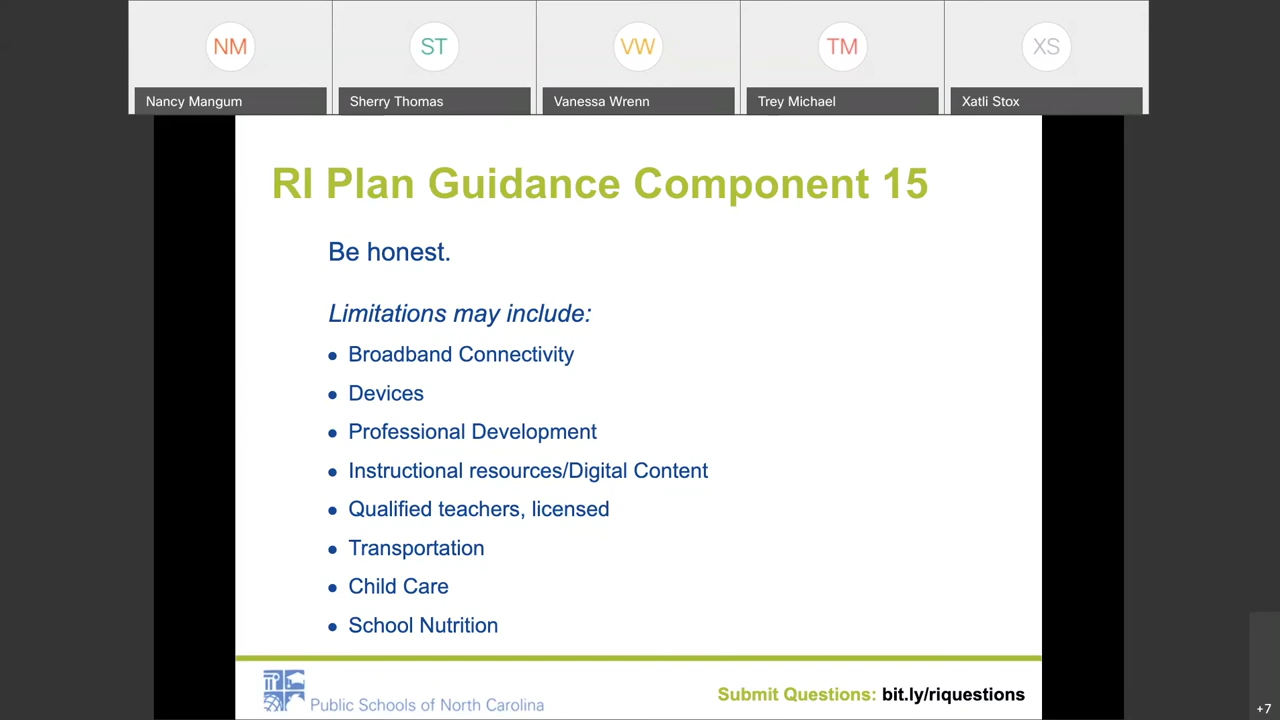 NM
ST
VW
TM
XS
Nancy Mangum
Sherry Thomas
Vanessa Wrenn
Trey Michael
Xatli Stox
RI Plan Guidance Component 15
Be honest.
Limitations may include:
• Broadband Connectivity
• Devices
• Professional Development
• Instructional resources/Digital Content
• Qualified teachers, licensed
• Transportation
• Child Care
• School Nutrition
Public Schools of North Carolina
Submit Questions: bit.ly/riquestions
+7